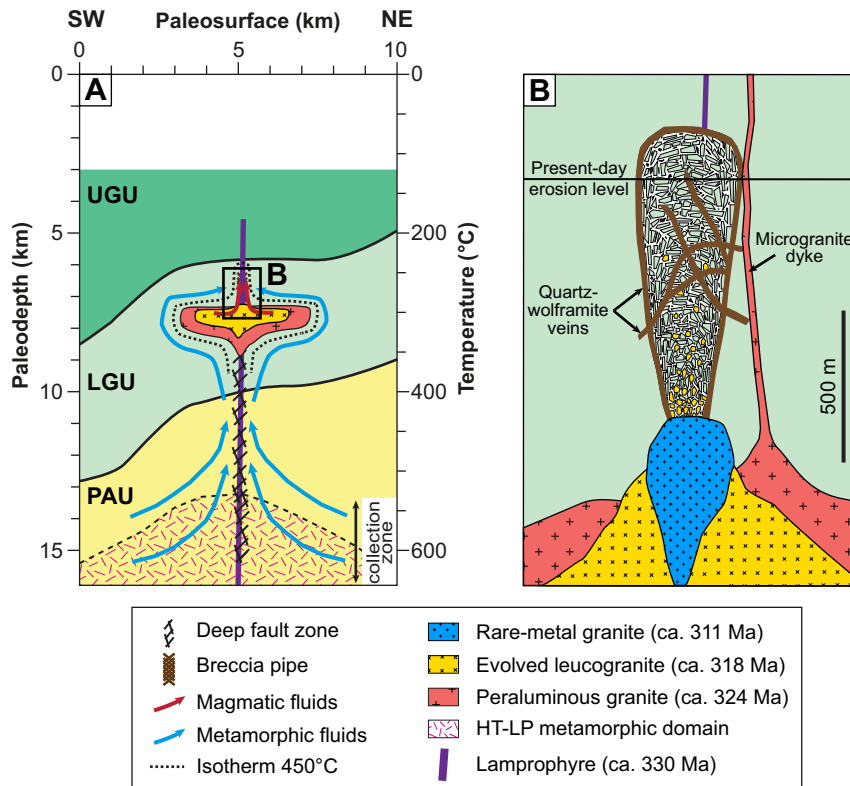 SW Paleosurface (km) NE
0 5 10
A
B
0
5
10
15
Paleodepth (km)
0
200
400
600
Temperature (°C)
UGU
B
LGU
PAU
collection
zone
Present-day
erosion level
Microgranite
dyke
Quartz-
wolframite
veins
500 m
Deep fault zone
Breccia pipe
Magmatic fluids
Metamorphic fluids
Isotherm 450°C
Rare-metal granite (ca. 311 Ma)
Evolved leucogranite (ca. 318 Ma)
Peraluminous granite (ca. 324 Ma)
HT-LP metamorphic domain
Lamprophyre (ca. 330 Ma)